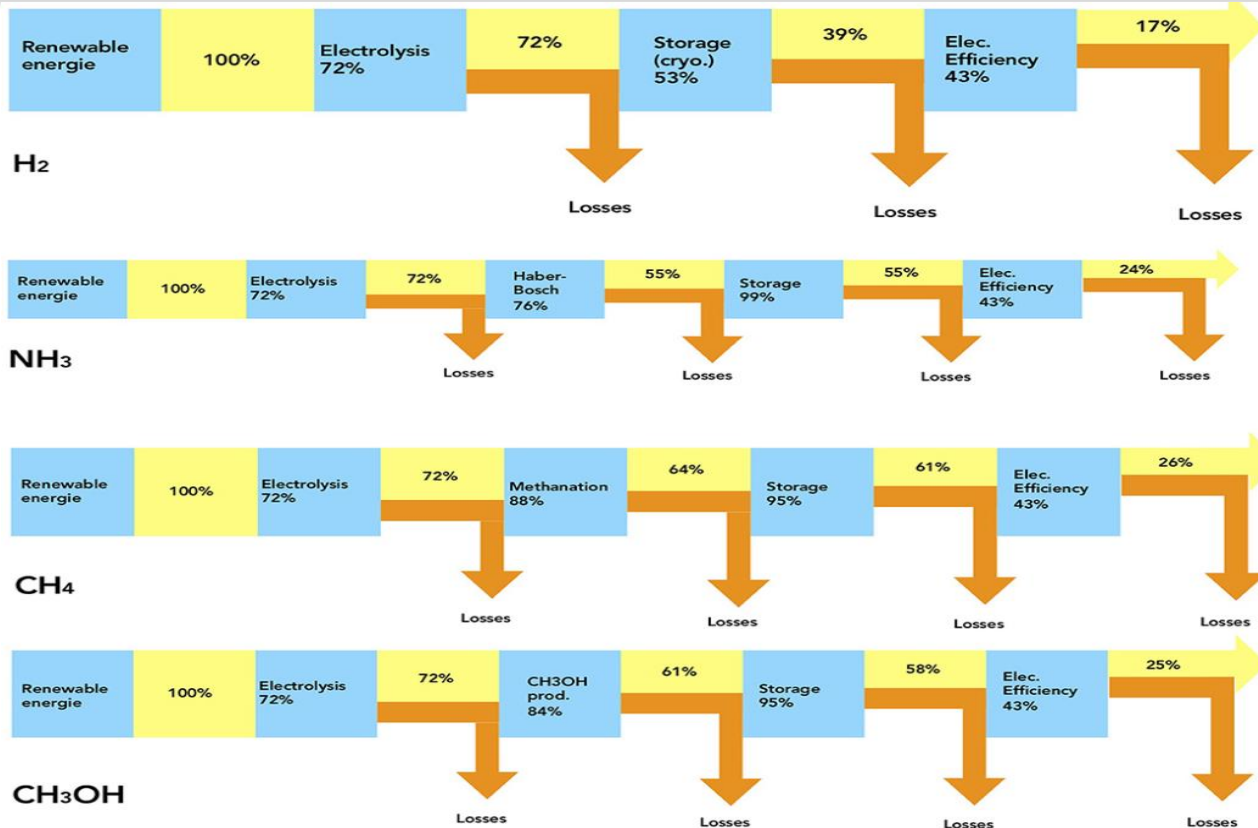 Renewable
energie
100%
Electrolysis
72%
72%
Storage
(cryo.)
53%
39%
Elec.
Efficiency
43%
17%
H2
Losses
Losses
Losses
Renewable
energie
100%
Electrolysis
72%
72%
Haber-
Bosch
76%
55%
Storage
99%
55%
Elec.
Efficiency
43%
24%
NH3
Losses
Losses
Losses
Losses
Renewable
energie
100%
Electrolysis
72%
72%
Methanation
88%
64%
Storage
95%
61%
Elec.
Efficiency
43%
26%
CH4
Losses
Losses
Losses
Losses
Renewable
energie
100%
Electrolysis
72%
72%
CH3OH
prod.
84%
61%
Storage
95%
58%
Elec.
Efficiency
43%
25%
CH3OH
Losses
Losses
Losses
Losses